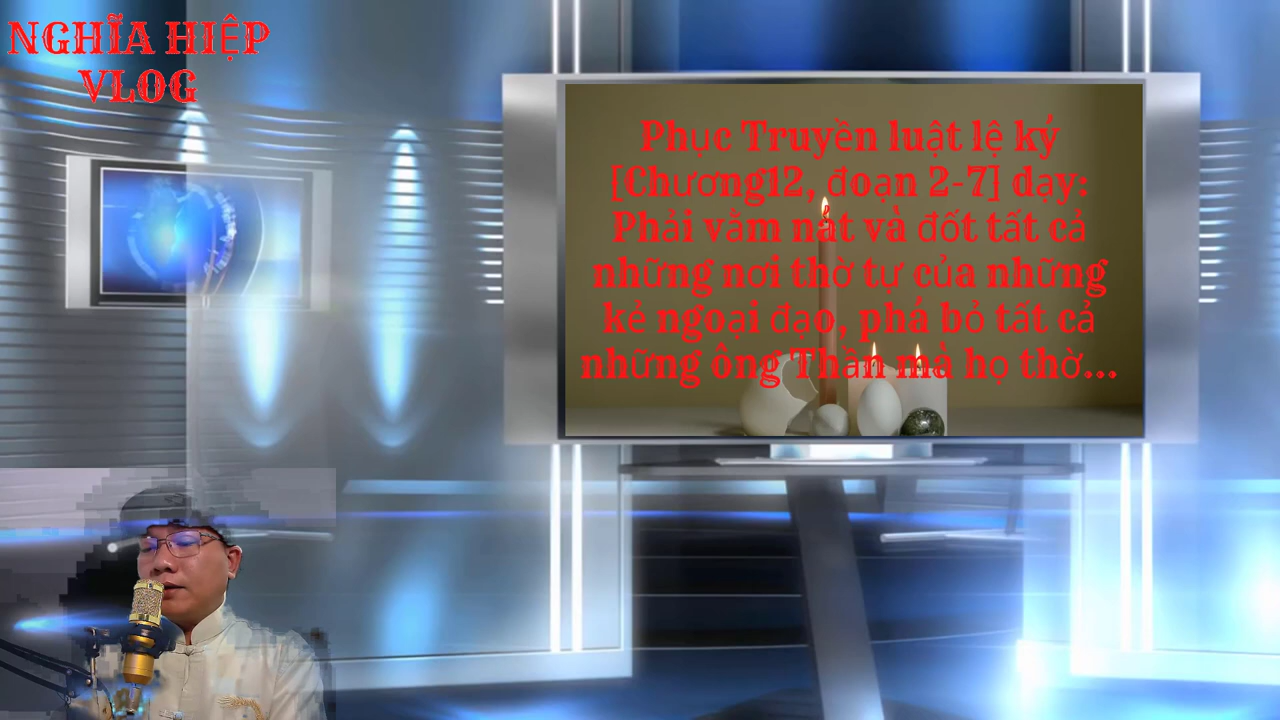 NGHĨA HIỆP
VLOG
Phục Truyền luật lệ ký
[Chương12, đoạn 2-7] dạy:
Phải vằm nát và đốt tất cả
những nơi thờ tự của những
kẻ ngoại đạo, phá bỏ tất cả
những ông Thần mà họ thờ...